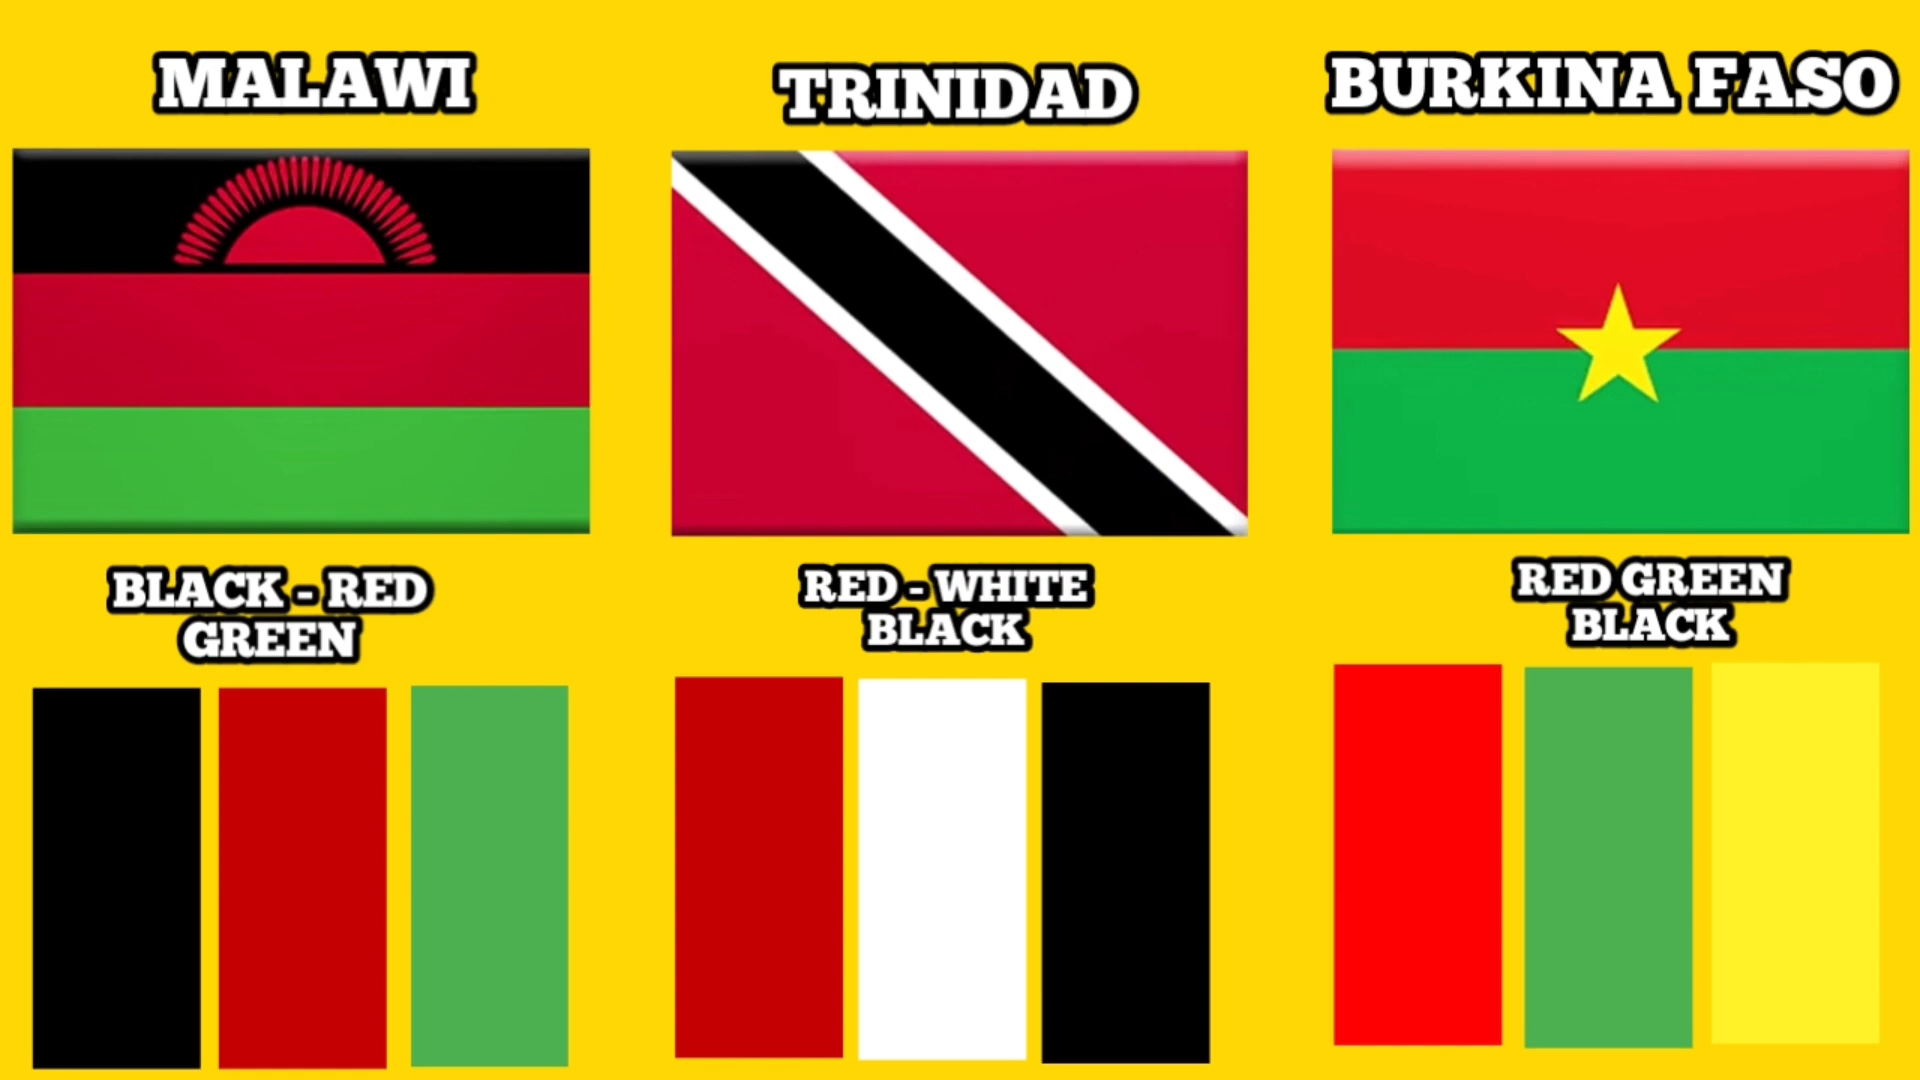 MALAWI
TRINIDAD
BURKINA FASO
BLACK - RED
GREEN
RED - WHITE
BLACK
RED GREEN
BLACK